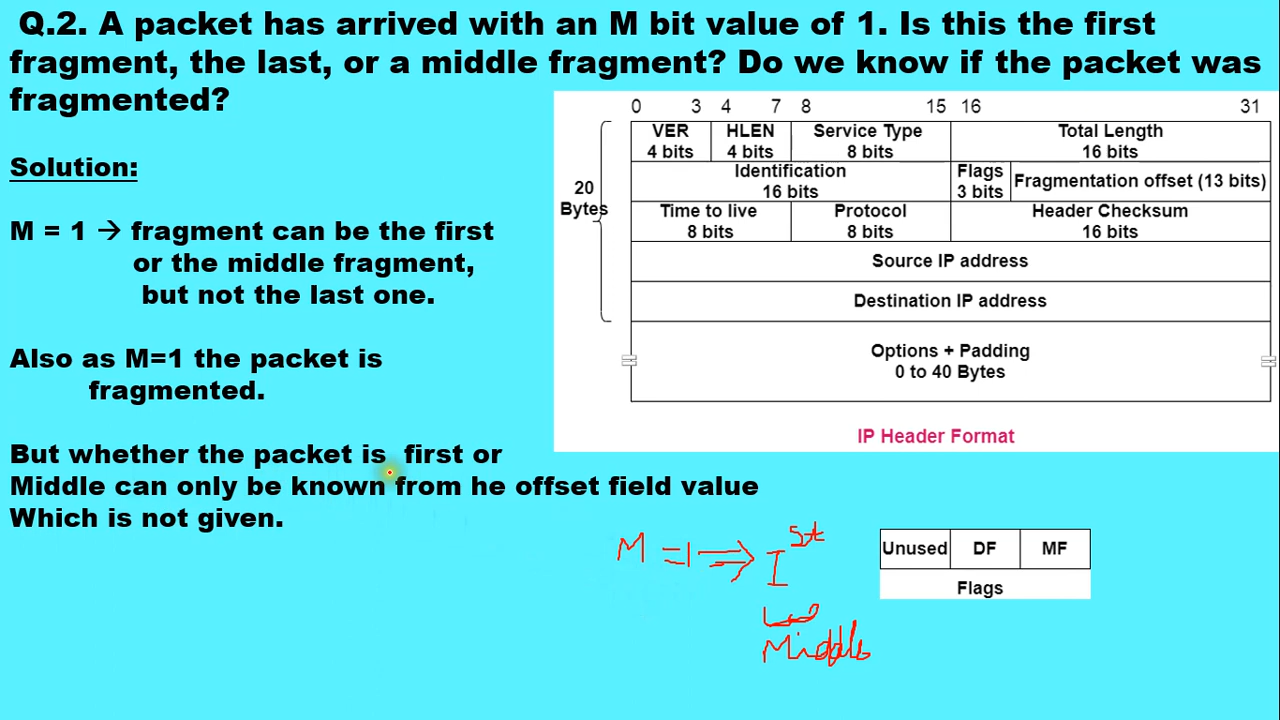 Q.2. A packet has arrived with an M bit value of 1. Is this the first
fragment, the last, or a middle fragment? Do we know if the packet was
fragmented?
Solution:
M = 1 → fragment can be the first
or the middle fragment,
but not the last one.
Also as M=1 the packet is
fragmented.
But whether the packet is first or
Middle can only be known from he offset field value
Which is not given.
0 3 4 7 8 15 16 31
VER HLEN Service Type Total Length
4 bits 4 bits 8 bits 16 bits
Identification Flags Fragmentation offset (13 bits)
16 bits 3 bits
20
Bytes
Time to live Protocol Header Checksum
8 bits 8 bits 16 bits
Source IP address
Destination IP address
Options + Padding
0 to 40 Bytes
IP Header Format
M =1 ⇒ I st
Middle
Unused DF MF
Flags